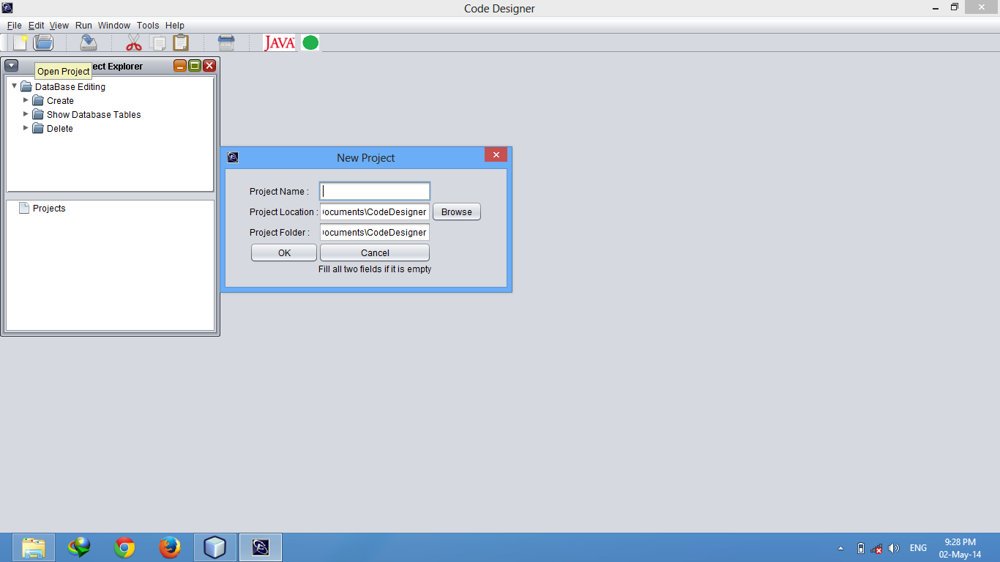 Code Designer
File Edit View Run Window Tools Help
JAVA
Open Project
ect Explorer
DataBase Editing
Create
Show Database Tables
Delete
Projects
New Project
Project Name :
Project Location : ocuments\CodeDesigner Browse
Project Folder : ocuments\CodeDesigner
OK Cancel
Fill all two fields if it is empty
ENG
9:28 PM
02-May-14